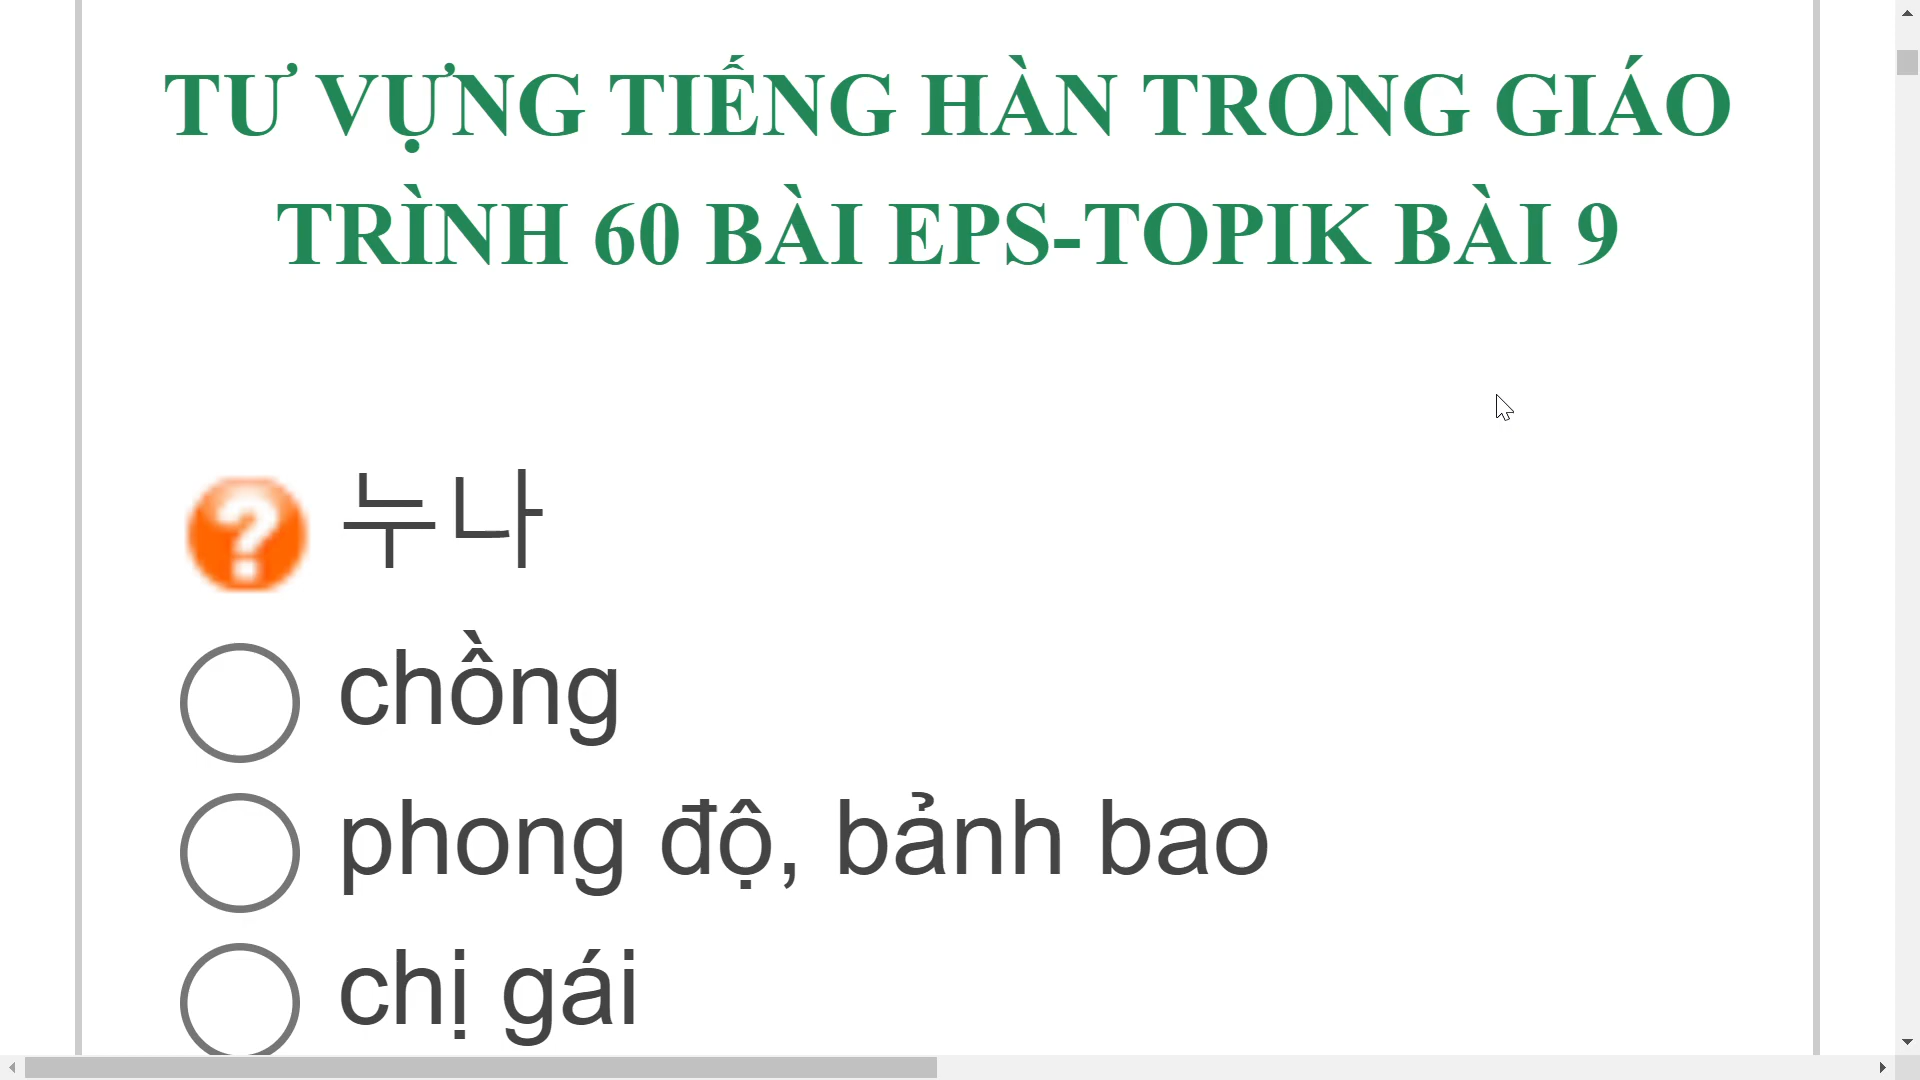 TƯ VỰNG TIẾNG HÀN TRONG GIÁO
TRÌNH 60 BÀI EPS-TOPIK BÀI 9
누나
chồng
phong độ, bảnh bao
chị gái